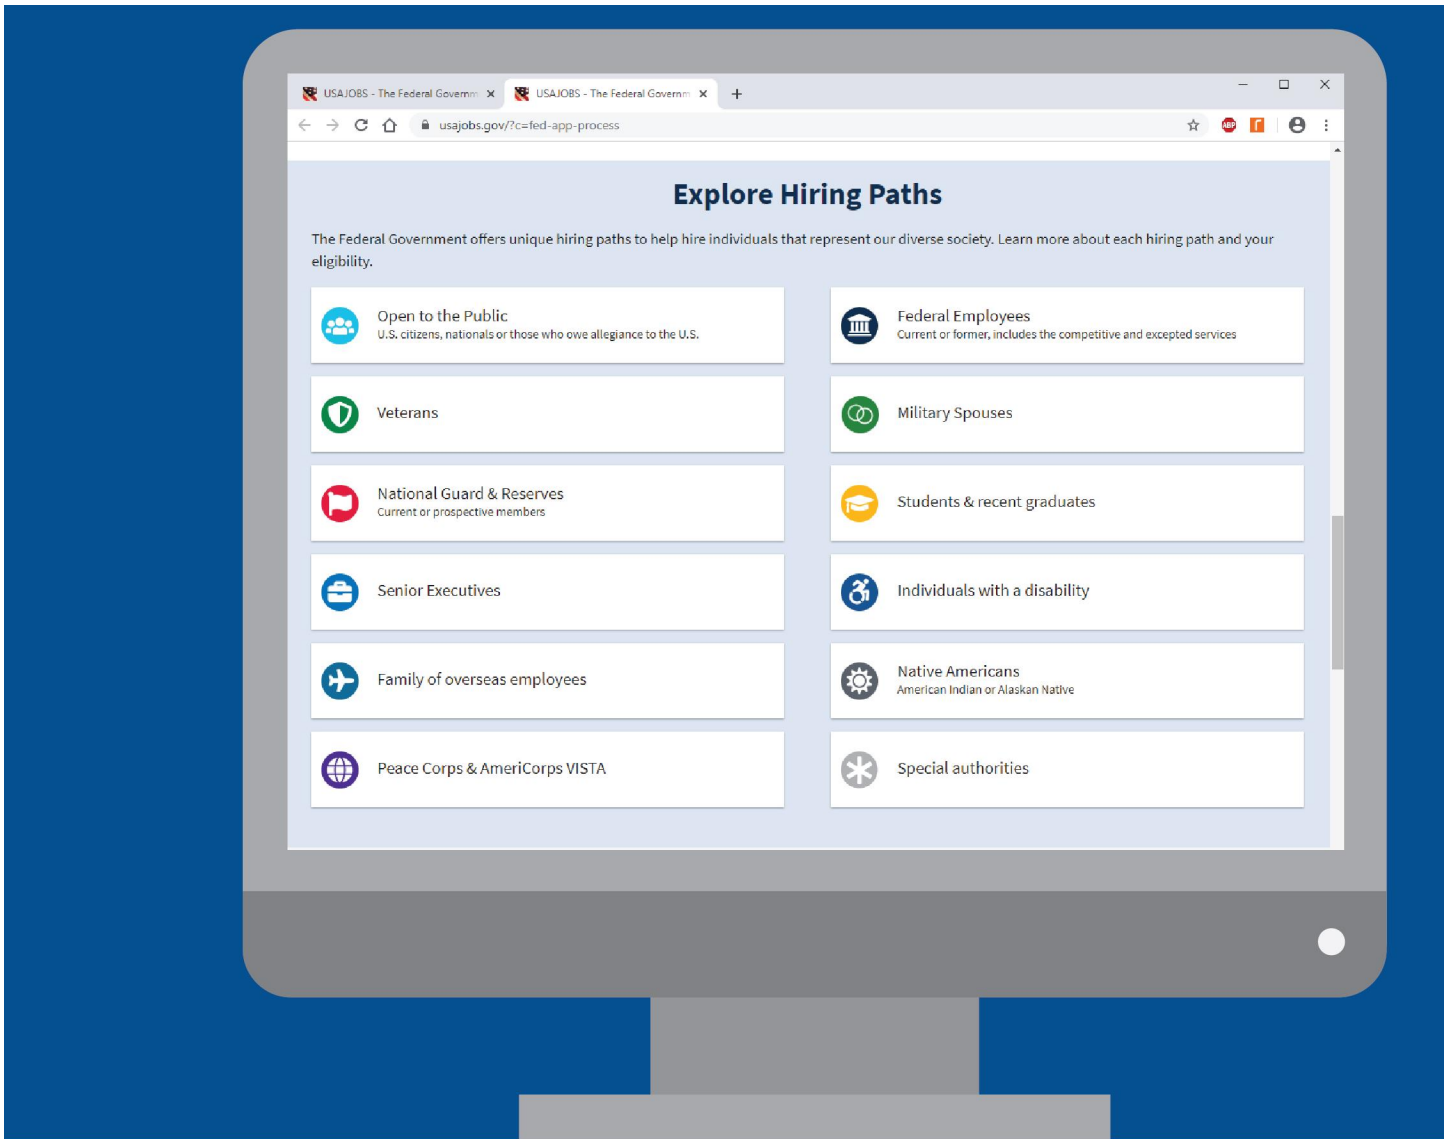 USAJOBS - The Federal Governm
USAJOBS - The Federal Governm
usajobs.gov/?c=fed-app-process
ABP
r
Explore Hiring Paths
The Federal Government offers unique hiring paths to help hire individuals that represent our diverse society. Learn more about each hiring path and your
eligibility.
Open to the Public
U.S. citizens, nationals or those who owe allegiance to the U.S.
Federal Employees
Current or former, includes the competitive and excepted services
Veterans
Military Spouses
National Guard & Reserves
Current or prospective members
Students & recent graduates
Senior Executives
Individuals with a disability
Family of overseas employees
Native Americans
American Indian or Alaskan Native
Peace Corps & AmeriCorps VISTA
Special authorities